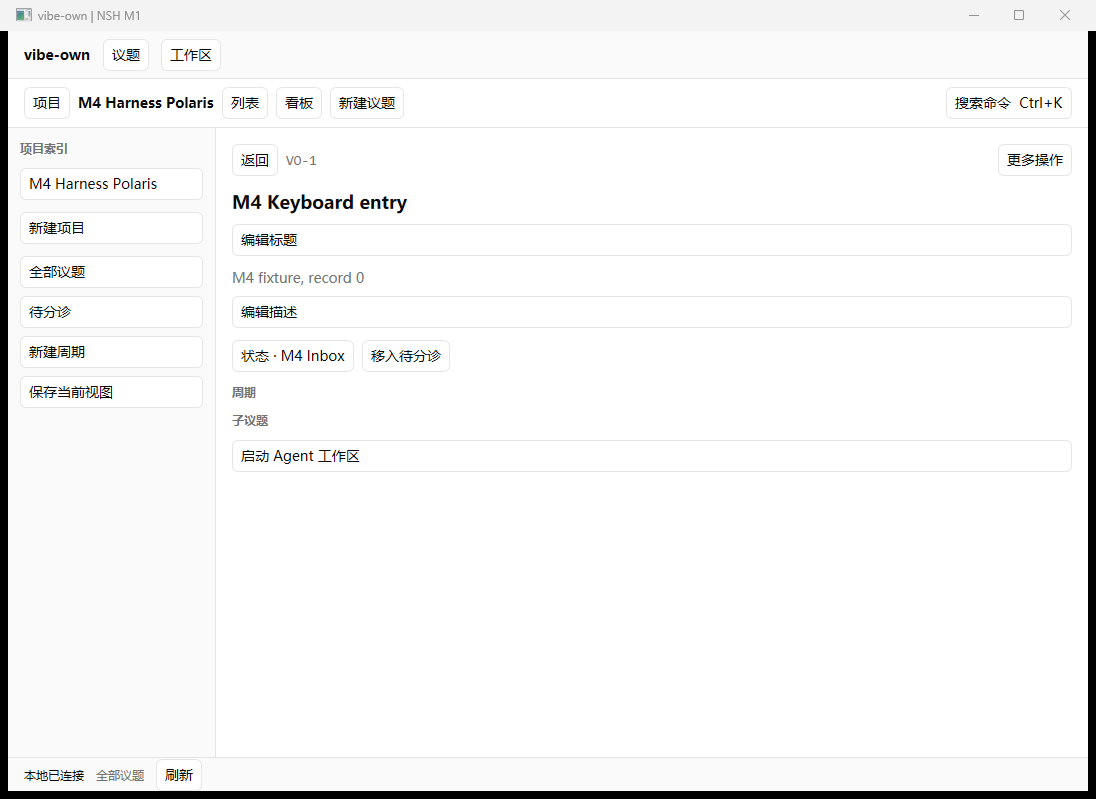 vibe-own | NSH M1
vibe-own 议题 工作区
项目 M4 Harness Polaris 列表 看板 新建议题 搜索命令 Ctrl+K
项目索引
M4 Harness Polaris
新建项目
全部议题
待分诊
新建周期
保存当前视图
返回 VO-1 更多操作
M4 Keyboard entry
编辑标题
M4 fixture, record 0
编辑描述
状态 · M4 Inbox 移入待分诊
周期
子议题
启动 Agent 工作区
本地已连接 全部议题 刷新